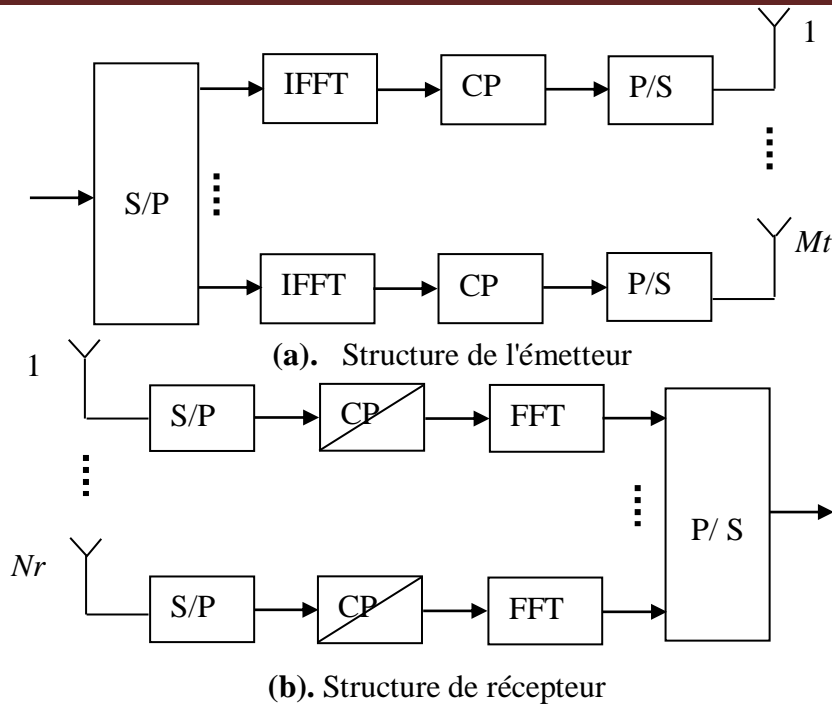 IFFT CP P/S 1
S/P
IFFT CP P/S Mt
(a). Structure de l'émetteur
1 S/P CP FFT
P/ S
Nr S/P CP FFT
(b). Structure de récepteur